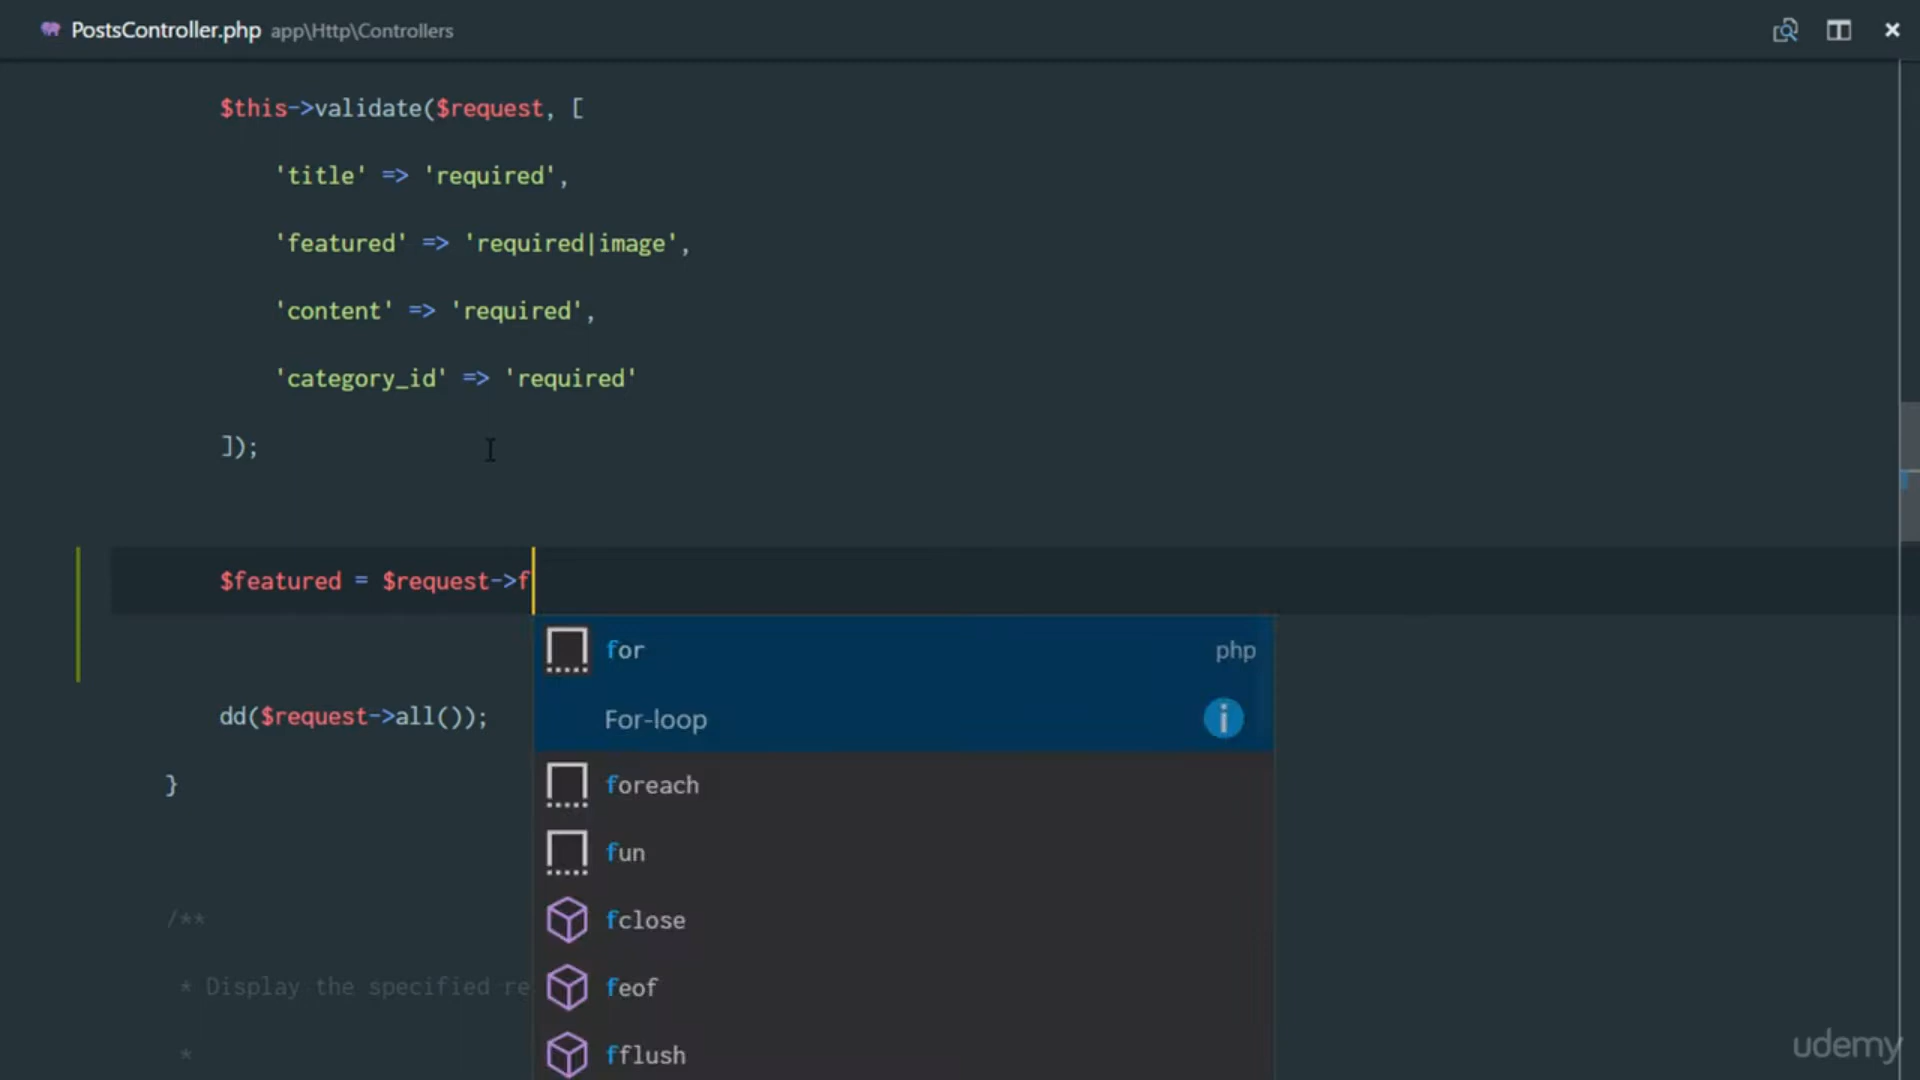 PostsController.php app\Http\Controllers
$this->validate($request, [
'title' => 'required',
'featured' => 'required|image',
'content' => 'required',
'category_id' => 'required'
]);
$featured = $request->f
for php
For-loop
dd($request->all());
foreach
}
fun
/**
fclose
* Display the specified re
feof
*
fflush
udemy